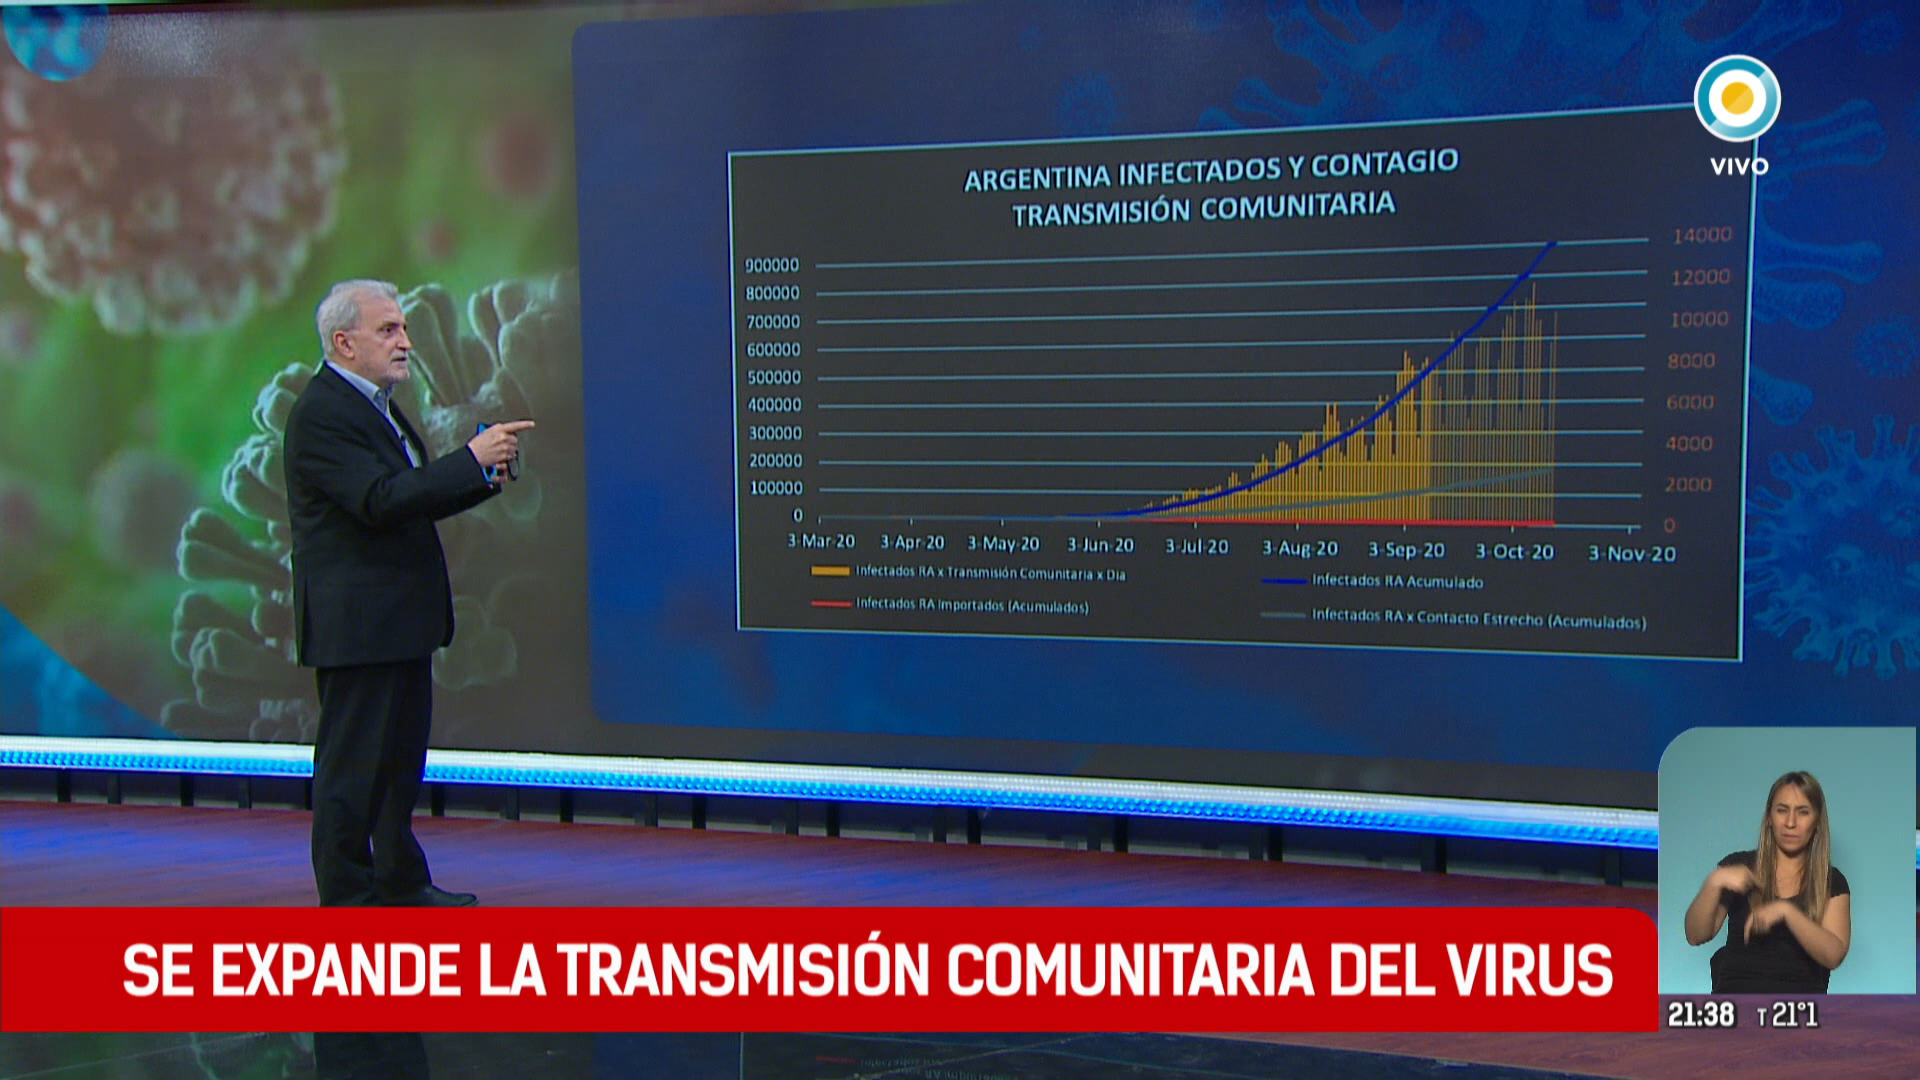 VIVO
ARGENTINA INFECTADOS Y CONTAGIO
TRANSMISIÓN COMUNITARIA
900000
800000
700000
600000
500000
400000
300000
200000
100000
0
14000
12000
10000
8000
6000
4000
2000
0
3-Mar-20 3-Apr-20 3-May-20 3-Jun-20 3-Jul-20 3-Aug-20 3-Sep-20 3-Oct-20 3-Nov-20
Infectados RA x Transmisión Comunitaria x Dia
Infectados RA Acumulado
Infectados RA Importados (Acumulados)
Infectados RA x Contacto Estrecho (Acumulados)
SE EXPANDE LA TRANSMISIÓN COMUNITARIA DEL VIRUS
21:38 T 21°1